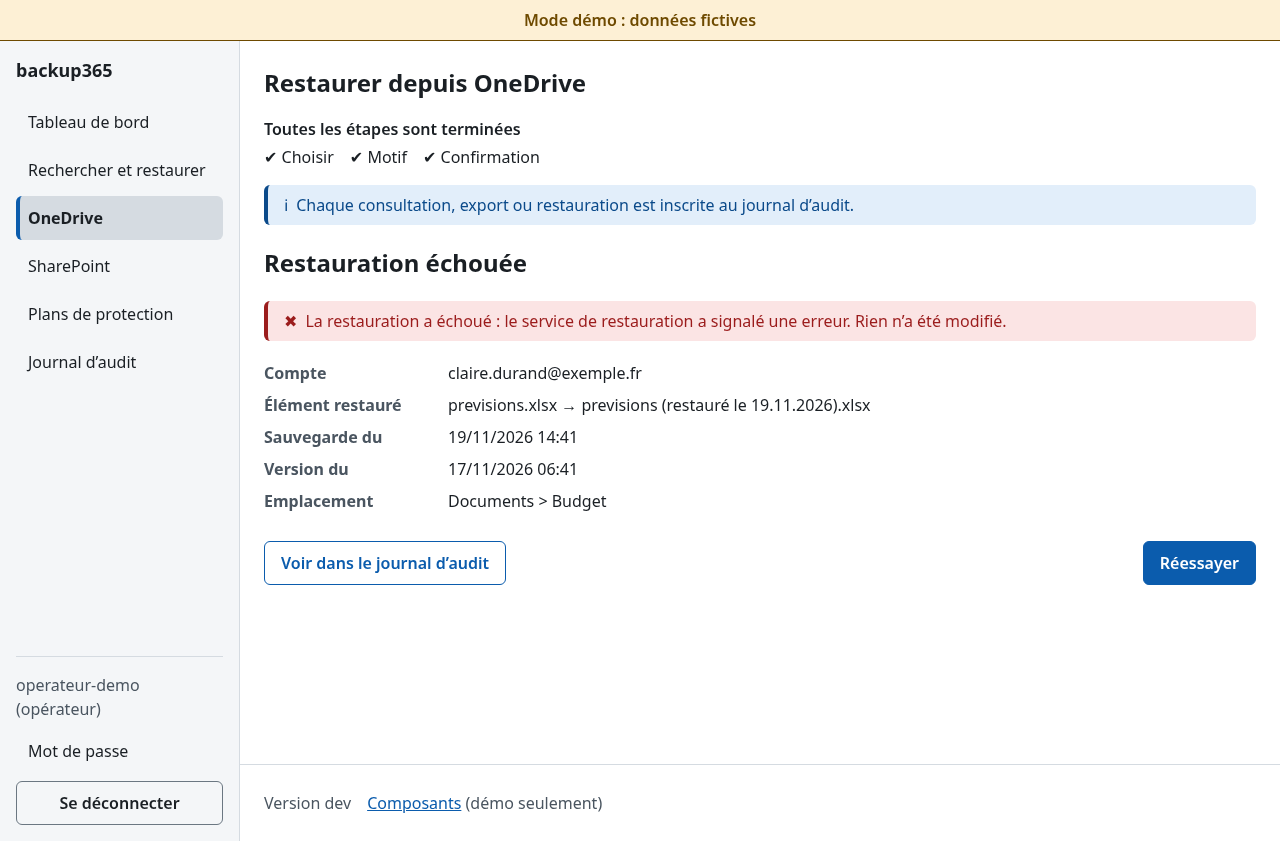 Mode démo : données fictives
backup365
Tableau de bord
Rechercher et restaurer
OneDrive
SharePoint
Plans de protection
Journal d’audit
operateur-demo
(opérateur)
Mot de passe
Se déconnecter
Restaurer depuis OneDrive
Toutes les étapes sont terminées
✔ Choisir ✔ Motif ✔ Confirmation
i Chaque consultation, export ou restauration est inscrite au journal d’audit.
Restauration échouée
✖ La restauration a échoué : le service de restauration a signalé une erreur. Rien n’a été modifié.
Compte claire.durand@exemple.fr
Élément restauré previsions.xlsx → previsions (restauré le 19.11.2026).xlsx
Sauvegarde du 19/11/2026 14:41
Version du 17/11/2026 06:41
Emplacement Documents > Budget
Voir dans le journal d’audit Réessayer
Version dev Composants (démo seulement)